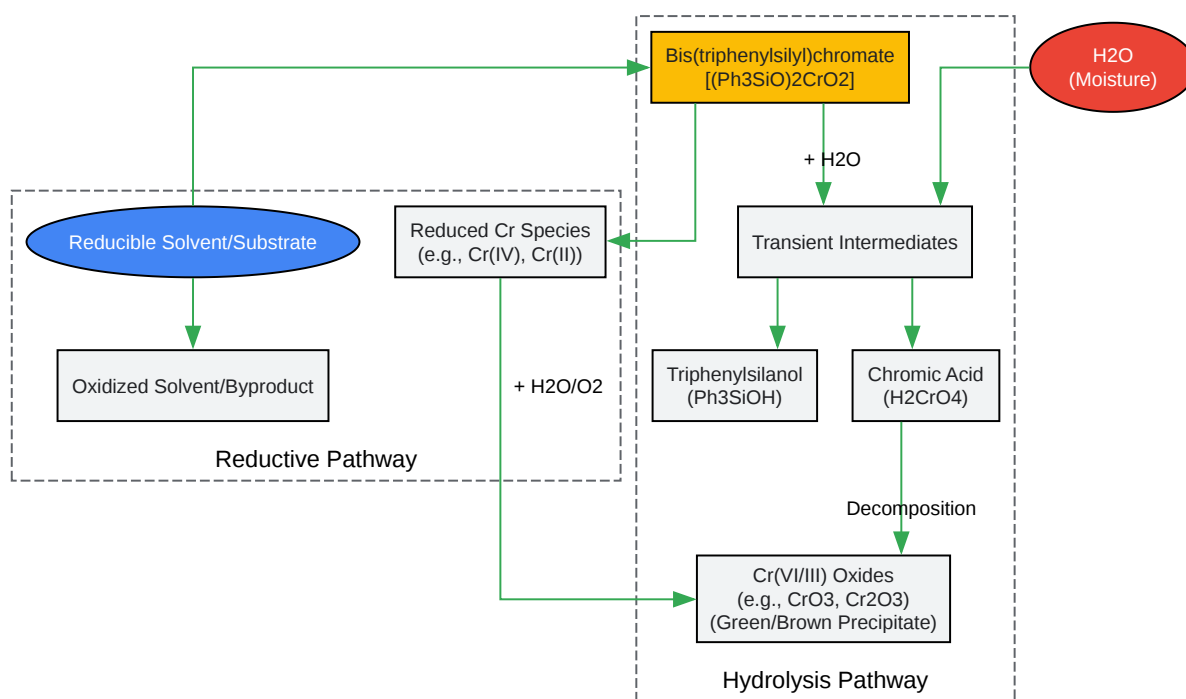 Bis(triphenylsilyl)chromate
[(Ph3SiO)2CrO2]
H2O
(Moisture)
+ H2O
Reducible Solvent/Substrate
Reduced Cr Species
(e.g., Cr(IV), Cr(II))
Transient Intermediates
Oxidized Solvent/Byproduct
+ H2O/O2
Triphenylsilanol
(Ph3SiOH)
Chromic Acid
(H2CrO4)
Reductive Pathway
Decomposition
Cr(VI/III) Oxides
(e.g., CrO3, Cr2O3)
(Green/Brown Precipitate)
Hydrolysis Pathway